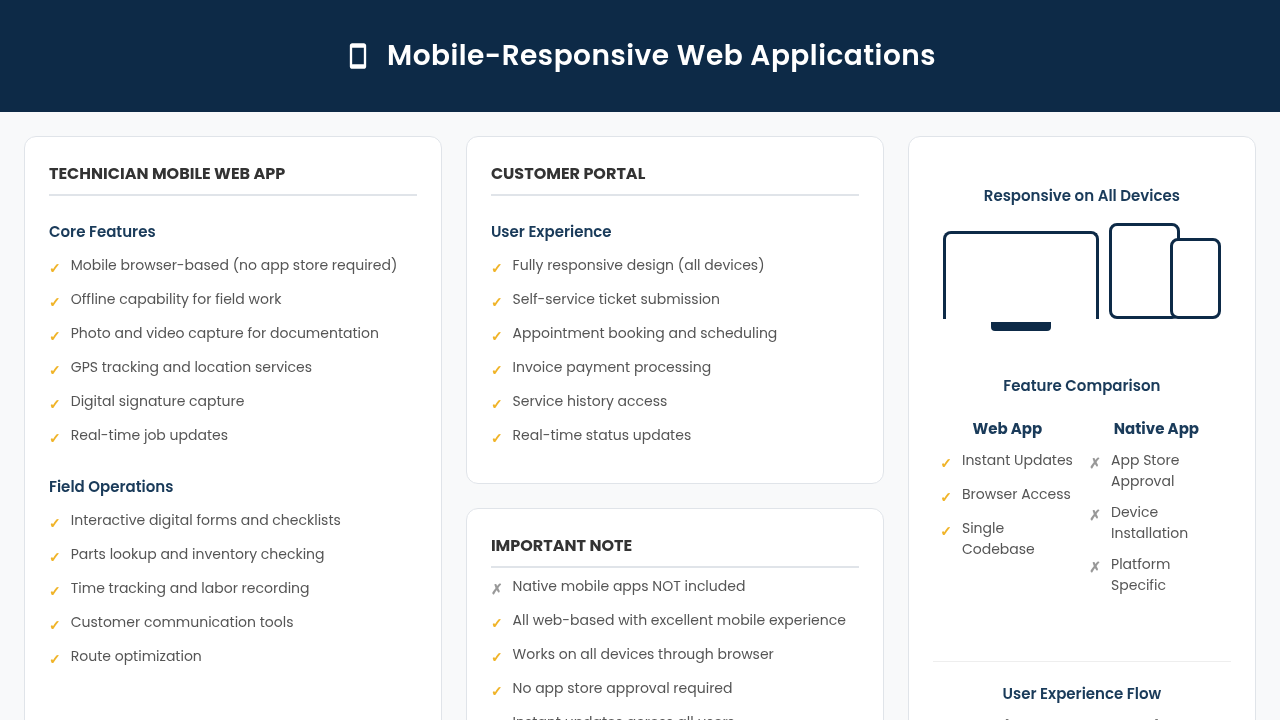 Mobile-Responsive Web Applications
TECHNICIAN MOBILE WEB APP
Core Features
✓ Mobile browser-based (no app store required)
✓ Offline capability for field work
✓ Photo and video capture for documentation
✓ GPS tracking and location services
✓ Digital signature capture
✓ Real-time job updates
Field Operations
✓ Interactive digital forms and checklists
✓ Parts lookup and inventory checking
✓ Time tracking and labor recording
✓ Customer communication tools
✓ Route optimization
CUSTOMER PORTAL
User Experience
✓ Fully responsive design (all devices)
✓ Self-service ticket submission
✓ Appointment booking and scheduling
✓ Invoice payment processing
✓ Service history access
✓ Real-time status updates
IMPORTANT NOTE
✗ Native mobile apps NOT included
✓ All web-based with excellent mobile experience
✓ Works on all devices through browser
✓ No app store approval required
Instant updates across all users
Responsive on All Devices
Feature Comparison
Web App
✓ Instant Updates
✓ Browser Access
✓ Single
Codebase
Native App
✗ App Store
Approval
✗ Device
Installation
✗ Platform
Specific
User Experience Flow